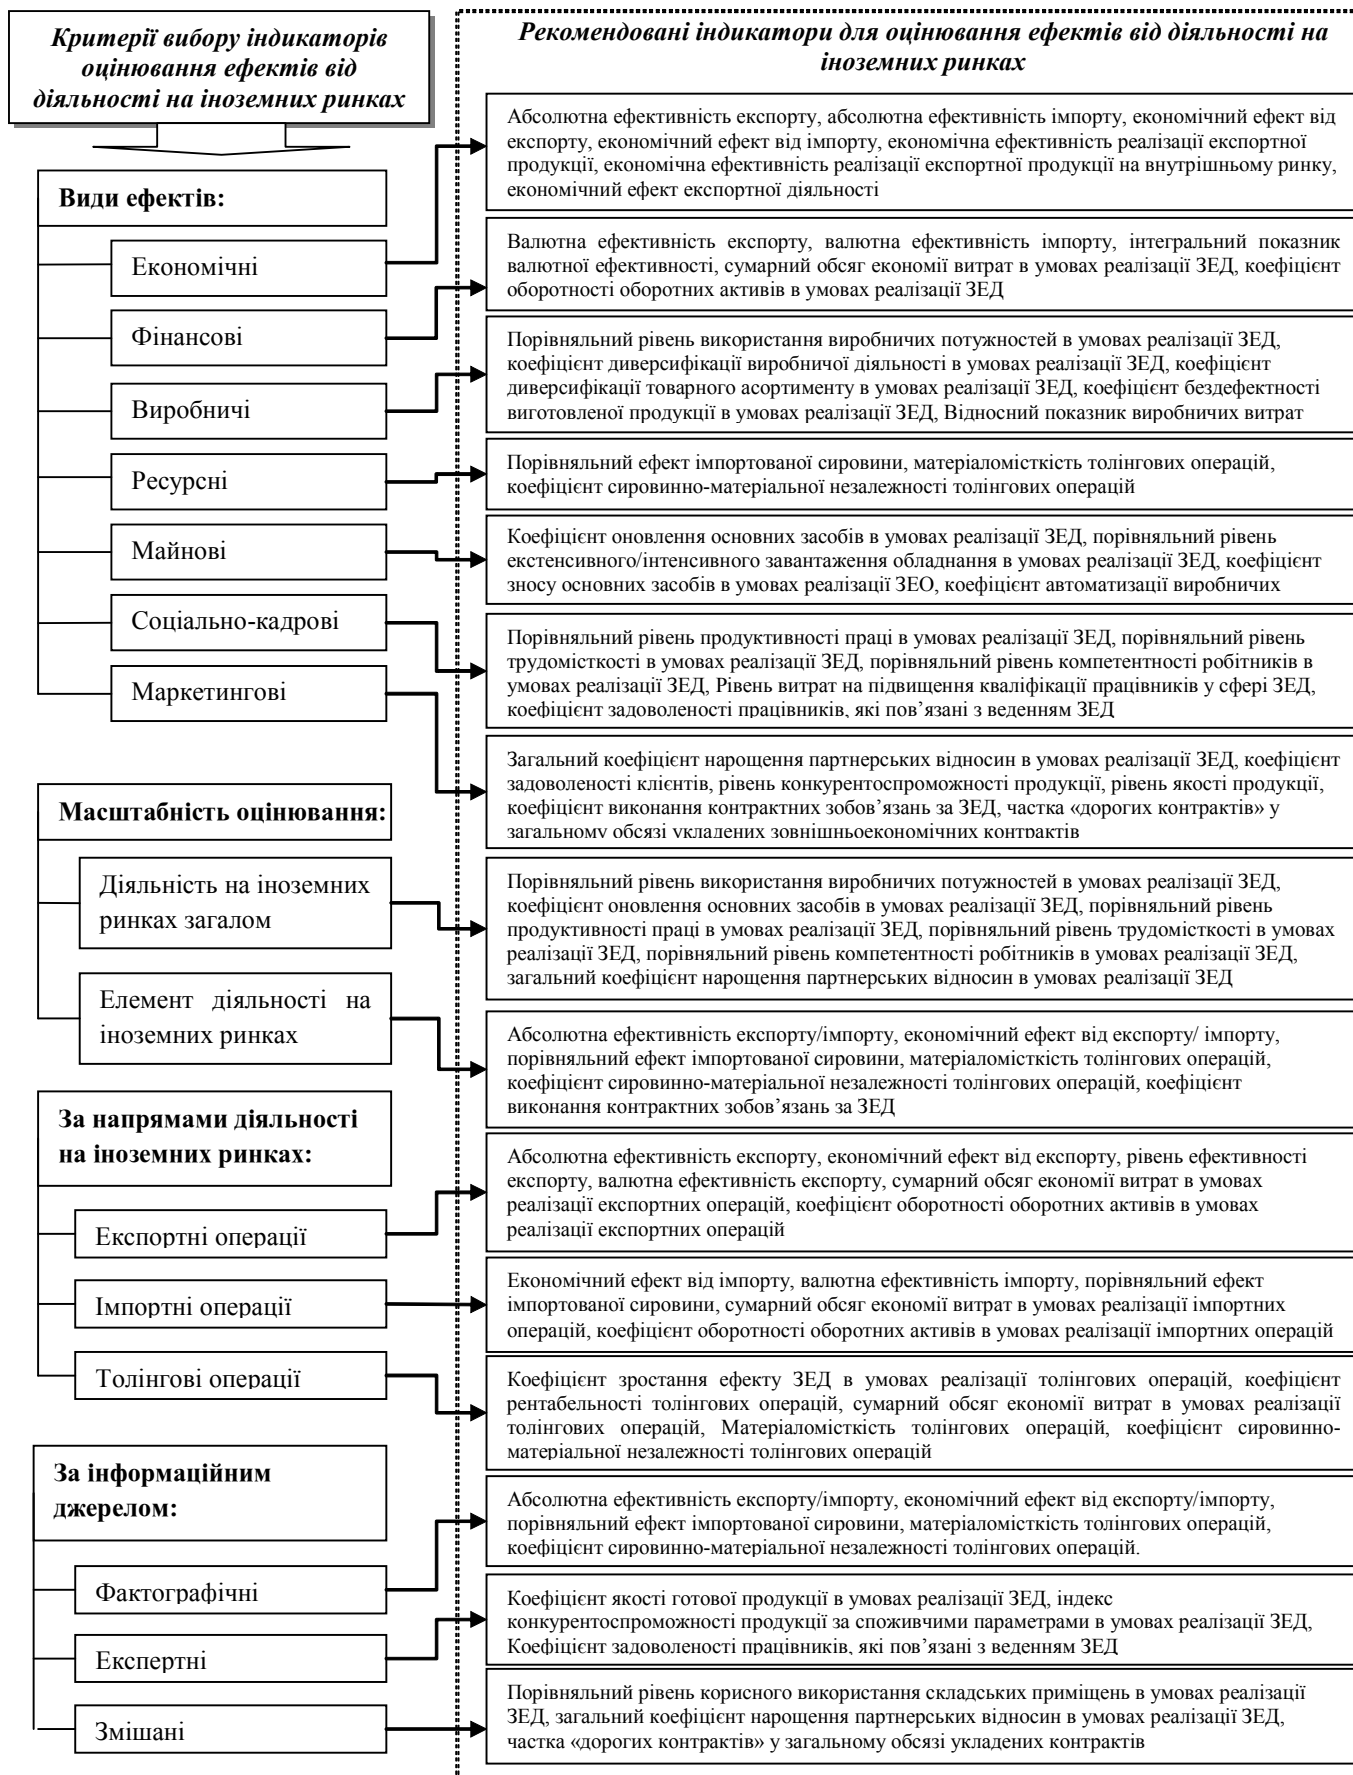 Критерії вибору індикаторів
оцінювання ефектів від
діяльності на іноземних ринках
Рекомендовані індикатори для оцінювання ефектів від діяльності на
іноземних ринках
Види ефектів:
Економічні
Абсолютна ефективність експорту, абсолютна ефективність імпорту, економічний ефект від
експорту, економічний ефект від імпорту, економічна ефективність реалізації експортної
продукції, економічна ефективність реалізації експортної продукції на внутрішньому ринку,
економічний ефект експортної діяльності
Фінансові
Валютна ефективність експорту, валютна ефективність імпорту, інтегральний показник
валютної ефективності, сумарний обсяг економії витрат в умовах реалізації ЗЕД, коефіцієнт
оборотності оборотних активів в умовах реалізації ЗЕД
Виробничі
Порівняльний рівень використання виробничих потужностей в умовах реалізації ЗЕД,
коефіцієнт диверсифікації виробничої діяльності в умовах реалізації ЗЕД, коефіцієнт
диверсифікації товарного асортименту в умовах реалізації ЗЕД, коефіцієнт бездефектності
виготовленої продукції в умовах реалізації ЗЕД, Відносний показник виробничих витрат
Ресурсні
Порівняльний ефект імпортованої сировини, матеріаломісткість толінгових операцій,
коефіцієнт сировинно-матеріальної незалежності толінгових операцій
Майнові
Коефіцієнт оновлення основних засобів в умовах реалізації ЗЕД, порівняльний рівень
екстенсивного/інтенсивного завантаження обладнання в умовах реалізації ЗЕД, коефіцієнт
зносу основних засобів в умовах реалізації ЗЕО, коефіцієнт автоматизації виробничих
Соціально-кадрові
Порівняльний рівень продуктивності праці в умовах реалізації ЗЕД, порівняльний рівень
трудомісткості в умовах реалізації ЗЕД, порівняльний рівень компетентності робітників в
умовах реалізації ЗЕД, Рівень витрат на підвищення кваліфікації працівників у сфері ЗЕД,
коефіцієнт задоволеності працівників, які пов’язані з веденням ЗЕД
Маркетингові
Загальний коефіцієнт нарощення партнерських відносин в умовах реалізації ЗЕД, коефіцієнт
задоволеності клієнтів, рівень конкурентоспроможності продукції, рівень якості продукції,
коефіцієнт виконання контрактних зобов’язань за ЗЕД, частка «дорогих контрактів» у
загальному обсязі укладених зовнішньоекономічних контрактів
Масштабність оцінювання:
Діяльність на іноземних
ринках загалом
Порівняльний рівень використання виробничих потужностей в умовах реалізації ЗЕД,
коефіцієнт оновлення основних засобів в умовах реалізації ЗЕД, порівняльний рівень
продуктивності праці в умовах реалізації ЗЕД, порівняльний рівень трудомісткості в умовах
реалізації ЗЕД, порівняльний рівень компетентності робітників в умовах реалізації ЗЕД,
загальний коефіцієнт нарощення партнерських відносин в умовах реалізації ЗЕД
Елемент діяльності на
іноземних ринках
Абсолютна ефективність експорту/імпорту, економічний ефект від експорту/ імпорту,
порівняльний ефект імпортованої сировини, матеріаломісткість толінгових операцій,
коефіцієнт сировинно-матеріальної незалежності толінгових операцій, коефіцієнт
виконання контрактних зобов’язань за ЗЕД
За напрямами діяльності
на іноземних ринках:
Експортні операції
Абсолютна ефективність експорту, економічний ефект від експорту, рівень ефективності
експорту, валютна ефективність експорту, сумарний обсяг економії витрат в умовах
реалізації експортних операцій, коефіцієнт оборотності оборотних активів в умовах
реалізації експортних операцій
Імпортні операції
Економічний ефект від імпорту, валютна ефективність імпорту, порівняльний ефект
імпортованої сировини, сумарний обсяг економії витрат в умовах реалізації імпортних
операцій, коефіцієнт оборотності оборотних активів в умовах реалізації імпортних операцій
Толінгові операції
Коефіцієнт зростання ефекту ЗЕД в умовах реалізації толінгових операцій, коефіцієнт
рентабельності толінгових операцій, сумарний обсяг економії витрат в умовах реалізації
толінгових операцій, Матеріаломісткість толінгових операцій, коефіцієнт сировинно-
матеріальної незалежності толінгових операцій
За інформаційним
джерелом:
Фактографічні
Абсолютна ефективність експорту/імпорту, економічний ефект від експорту/імпорту,
порівняльний ефект імпортованої сировини, матеріаломісткість толінгових операцій,
коефіцієнт сировинно-матеріальної незалежності толінгових операцій.
Експертні
Коефіцієнт якості готової продукції в умовах реалізації ЗЕД, індекс
конкурентоспроможності продукції за споживчими параметрами в умовах реалізації ЗЕД,
Коефіцієнт задоволеності працівників, які пов’язані з веденням ЗЕД
Змішані
Порівняльний рівень корисного використання складських приміщень в умовах реалізації
ЗЕД, загальний коефіцієнт нарощення партнерських відносин в умовах реалізації ЗЕД,
частка «дорогих контрактів» у загальному обсязі укладених контрактів